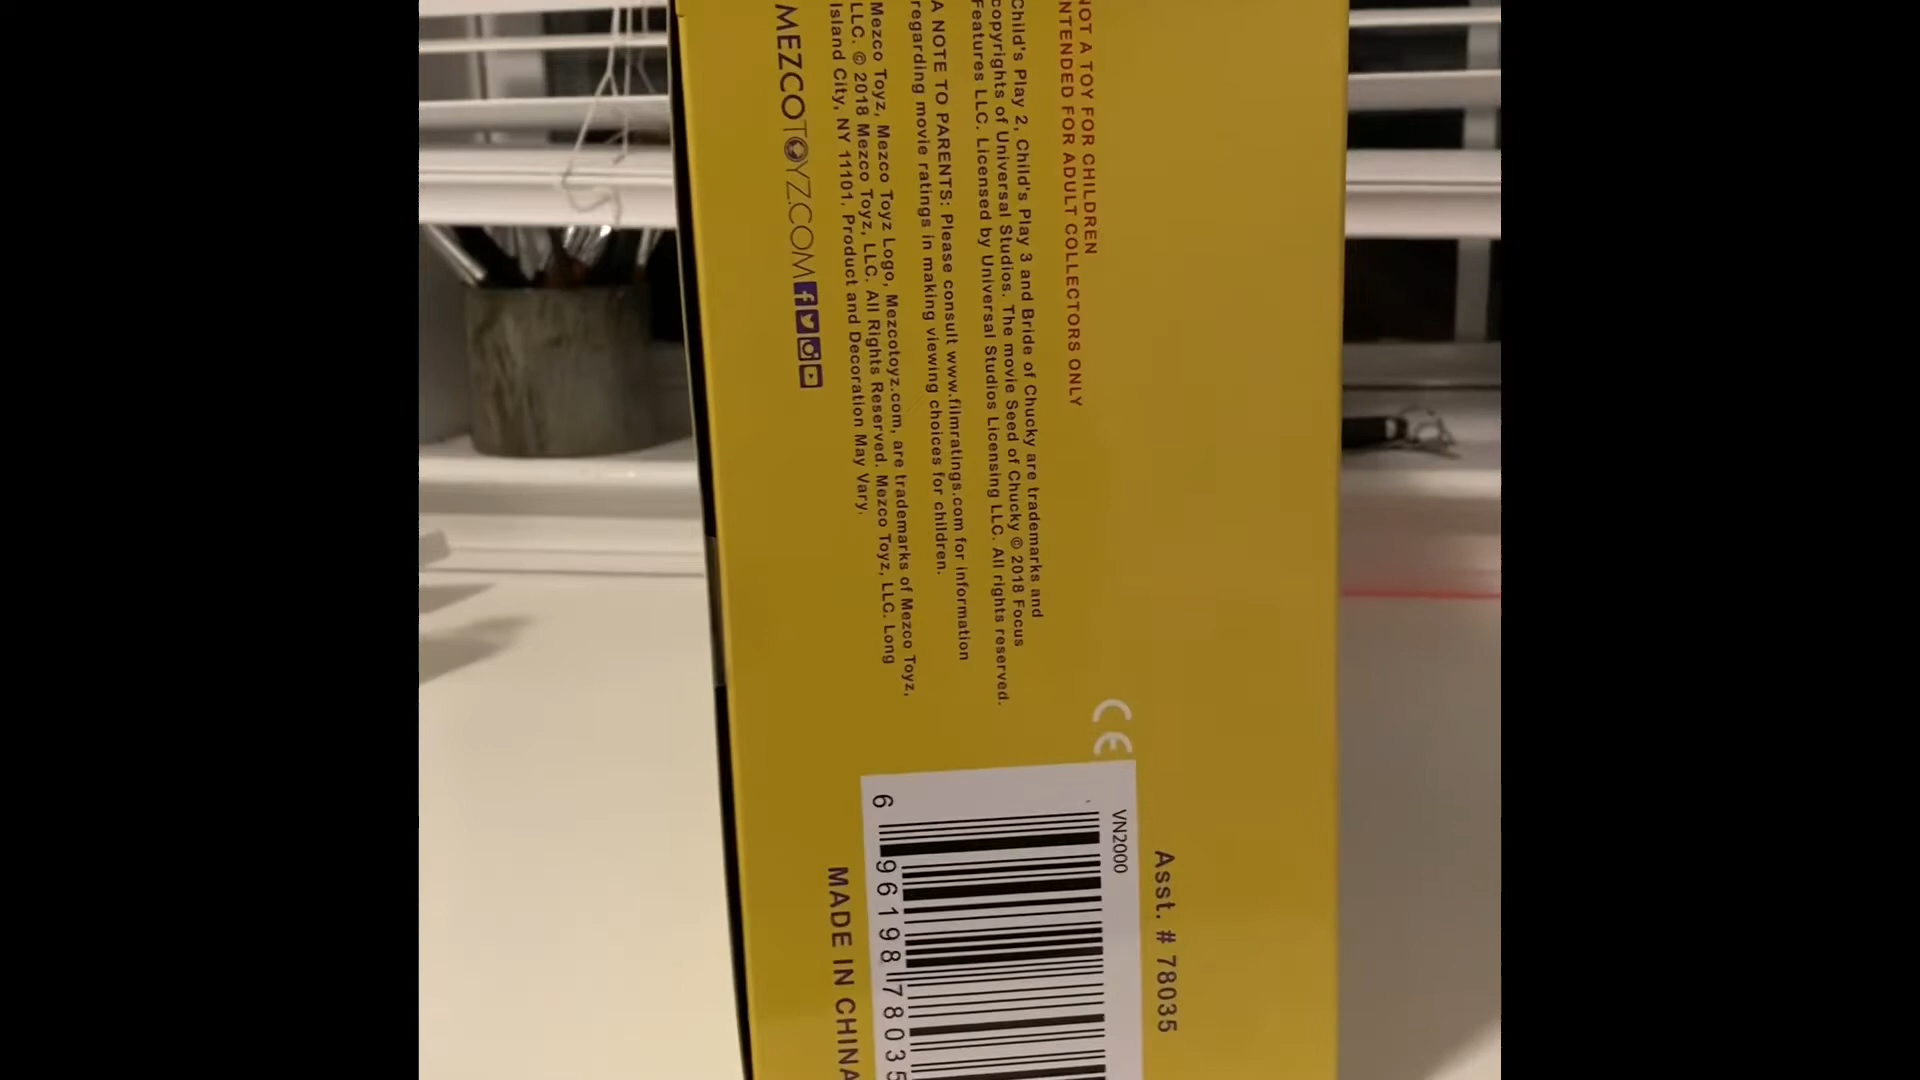 NOT A TOY FOR CHILDREN
INTENDED FOR ADULT COLLECTORS ONLY
Child's Play 2, Child's Play 3 and Bride of Chucky are trademarks and
copyrights of Universal Studios. The movie Seed of Chucky © 2018 Focus
Features LLC. Licensed by Universal Studios Licensing LLC. All rights reserved.
A NOTE TO PARENTS: Please consult www.filmratings.com for information
regarding movie ratings in making viewing choices for children.
Mezco Toyz, Mezco Toyz Logo, Mezcotoyz.com, are trademarks of Mezco Toyz,
LLC. © 2018 Mezco Toyz, LLC. All Rights Reserved. Mezco Toyz, LLC. Long
Island City, NY 11101. Product and Decoration May Vary.
MEZCOTOYZ.COM
CE
Asst. # 78035
VN2000
6 96198 78035
MADE IN CHINA